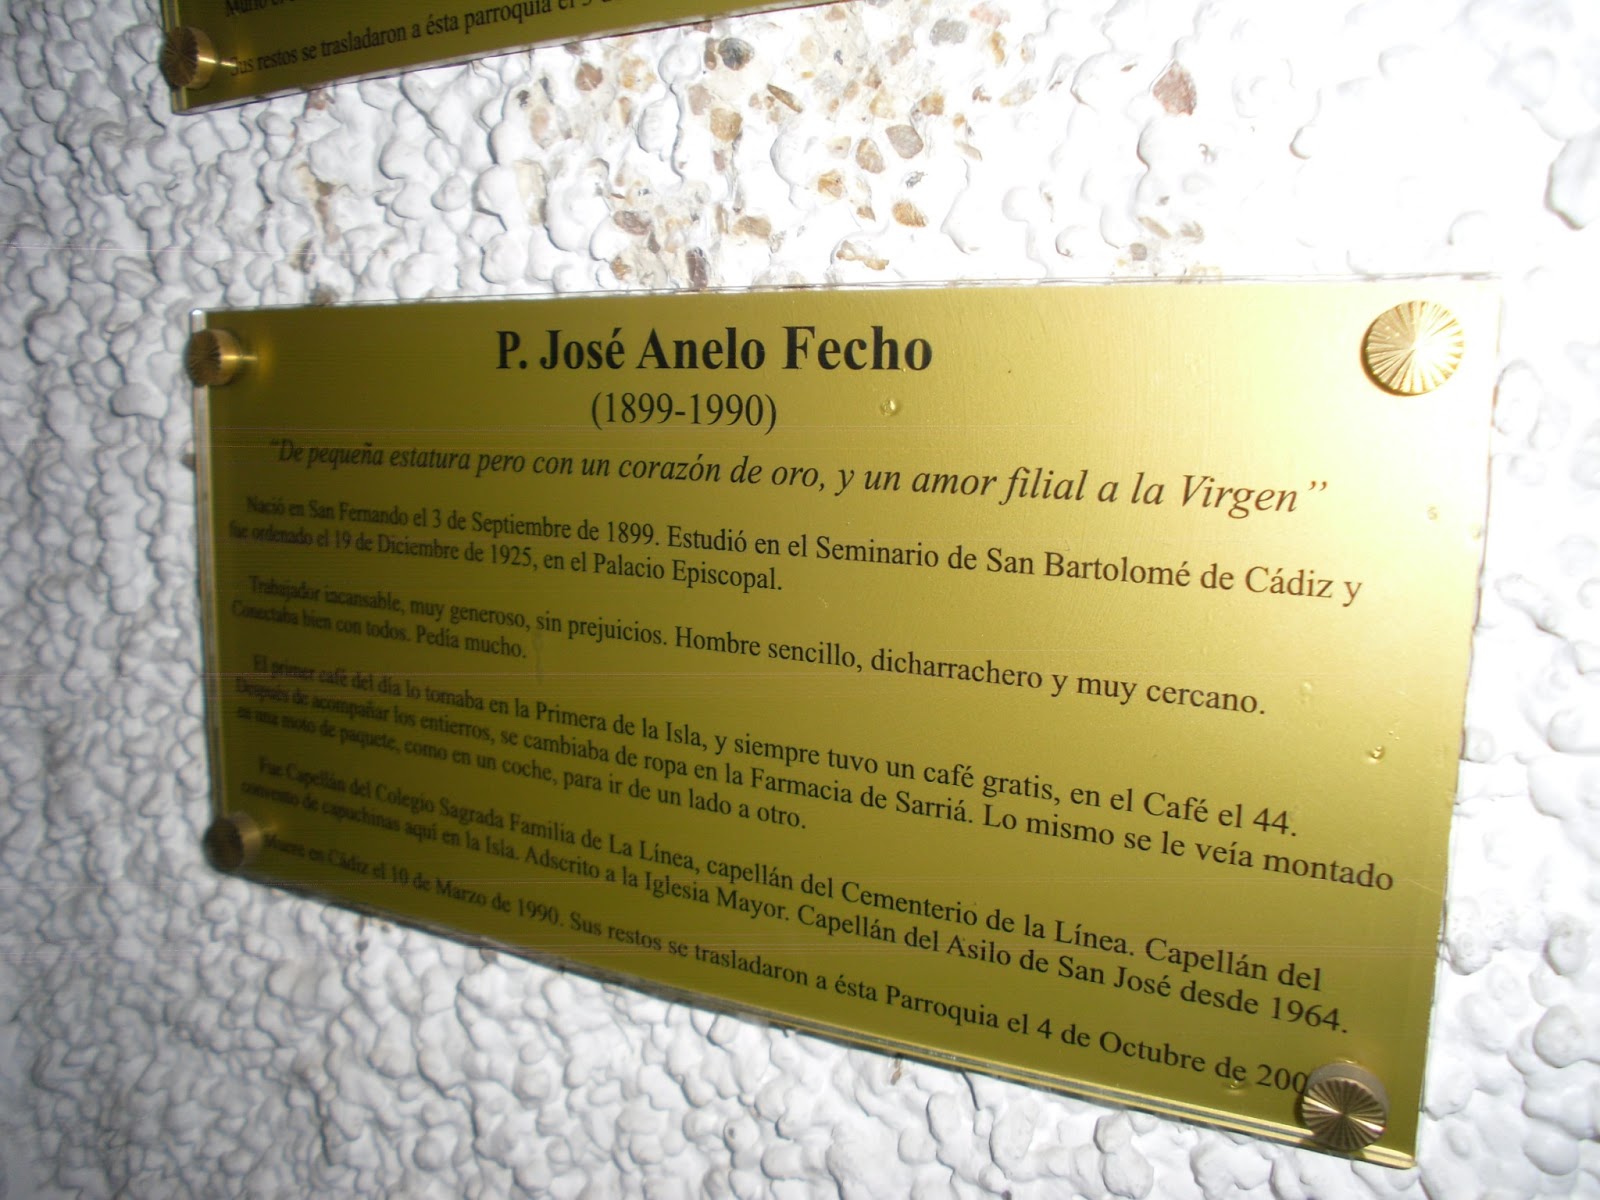 Sus restos se trasladaron a ésta parroquia el
P. José Anelo Fecho
(1899-1990)
"De pequeña estatura pero con un corazón de oro, y un amor filial a la Virgen"
Nació en San Fernando el 3 de Septiembre de 1899. Estudió en el Seminario de San Bartolomé de Cádiz y
fue ordenado el 19 de Diciembre de 1925, en el Palacio Episcopal.
Trabajador incansable, muy generoso, sin prejuicios. Hombre sencillo, dicharrachero y muy cercano.
Conectaba bien con todos. Pedía mucho.
El primer café del día lo tomaba en la Primera de la Isla, y siempre tuvo un café gratis, en el Café el 44.
Después de acompañar los entierros, se cambiaba de ropa en la Farmacia de Sarriá. Lo mismo se le veía montado
en una moto de paquete, como en un coche, para ir de un lado a otro.
Fue Capellán del Colegio Sagrada Familia de La Línea, capellán del Cementerio de la Línea. Capellán del
convento de capuchinas aquí en la Isla. Adscrito a la Iglesia Mayor. Capellán del Asilo de San José desde 1964.
Muere en Cádiz el 10 de Marzo de 1990. Sus restos se trasladaron a ésta Parroquia el 4 de Octubre de 200